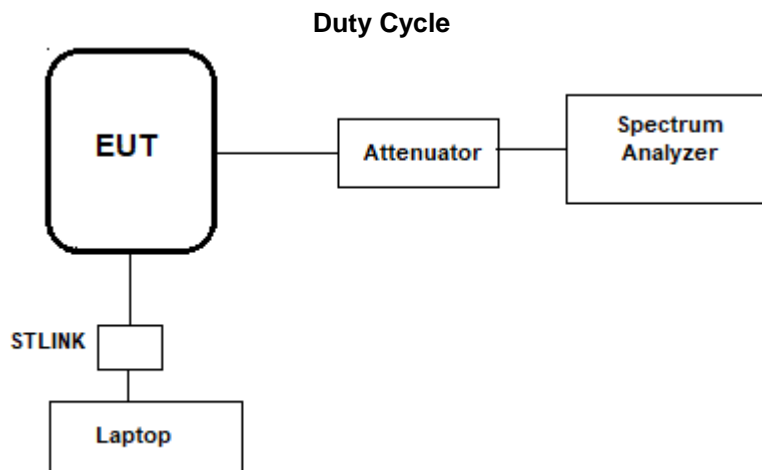 Duty Cycle
EUT
Attenuator
Spectrum
Analyzer
STLINK
Laptop